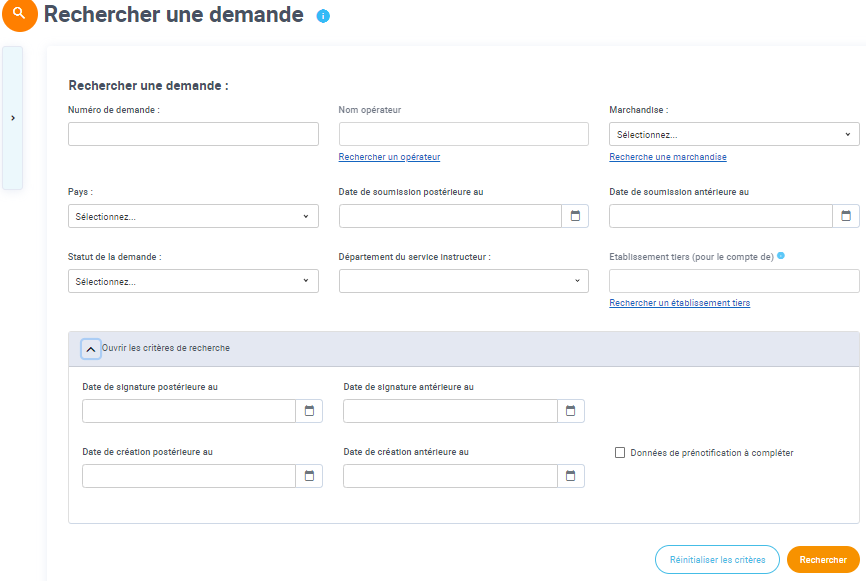 Rechercher une demande
Rechercher une demande :
Numéro de demande :
Nom opérateur
Marchandise :
Sélectionnez...
Rechercher un opérateur
Recherche une marchandise
Pays :
Date de soumission postérieure au
Date de soumission antérieure au
Sélectionnez...
Statut de la demande :
Département du service instructeur :
Etablissement tiers (pour le compte de)
Sélectionnez...
Rechercher un établissement tiers
Ouvrir les critères de recherche
Date de signature postérieure au
Date de signature antérieure au
Date de création postérieure au
Date de création antérieure au
Données de prénotification à compléter
Réinitialiser les critères
Rechercher